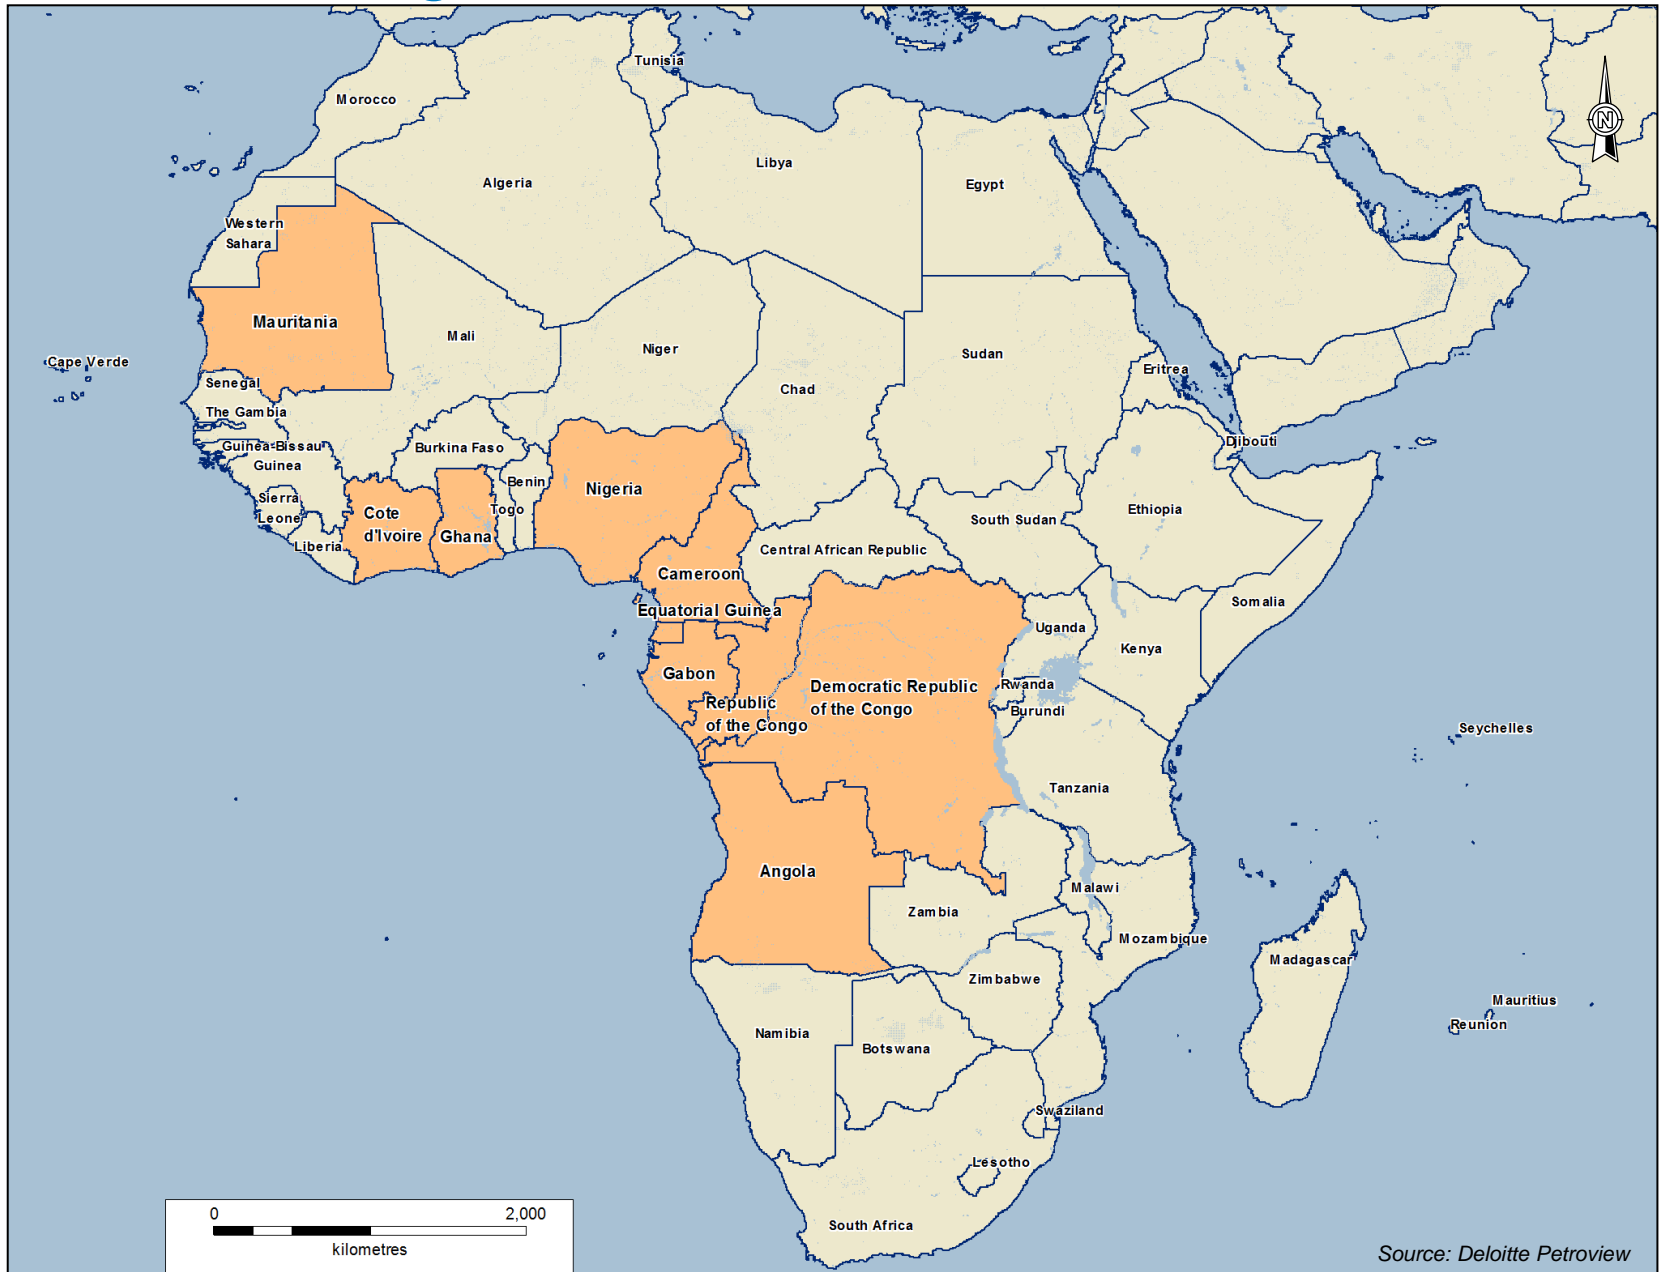 Tunisia
Morocco
Libya
Algeria
Egypt
Western
Sahara
Mauritania
Mali
Niger
Sudan
Cape Verde
Eritrea
Senegal
Chad
The Gambia
Djibouti
Guinea-Bissau
Burkina Faso
Guinea
Benin
Nigeria
Sierra
Leone
Togo
Ethiopia
Cote
d'Ivoire
South Sudan
Ghana
Liberia
Central African Republic
Cameroon
Somalia
Equatorial Guinea
Uganda
Kenya
Gabon
Democratic Republic
of the Congo
Rwanda
Republic
of the Congo
Burundi
Seychelles
Tanzania
Angola
Malawi
Zambia
Mozambique
Madagascar
Zimbabwe
Mauritius
Reunion
Namibia
Botswana
Swaziland
Lesotho
South Africa
0 2,000
kilometres
N
Source: Deloitte Petroview